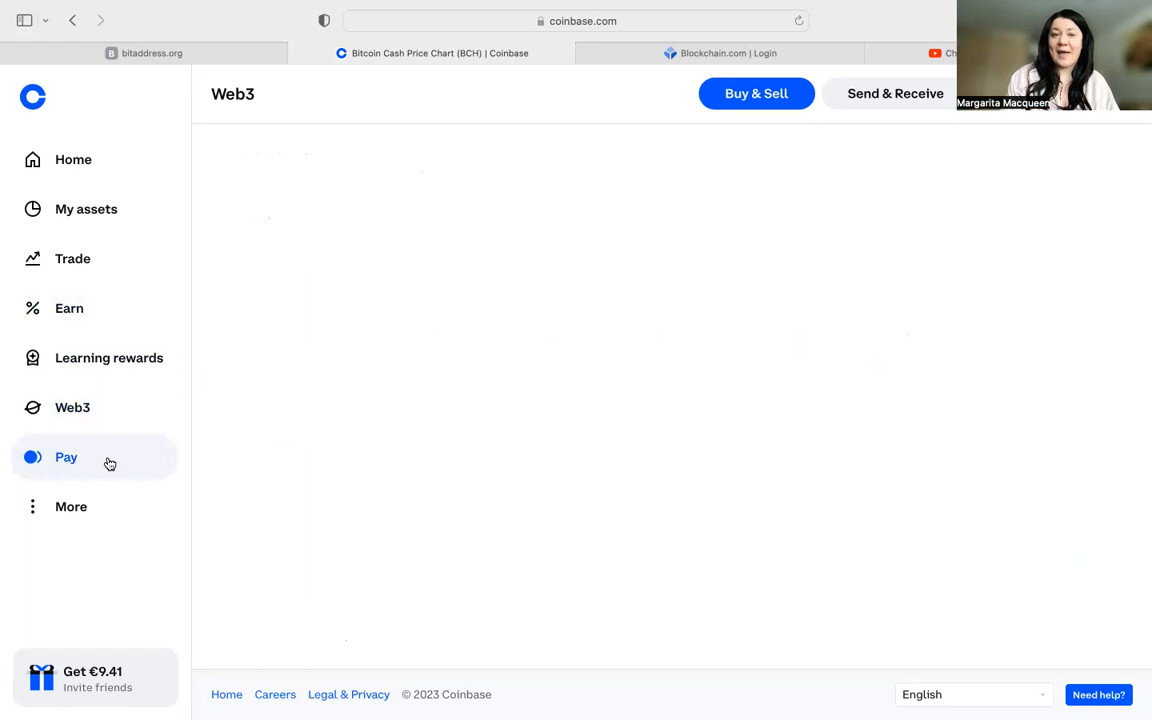 coinbase.com
B bitaddress.org
Bitcoin Cash Price Chart (BCH) | Coinbase
Blockchain.com | Login
Ch
Margarita Macqueen
Web3
Buy & Sell
Send & Receive
Home
My assets
Trade
Earn
Learning rewards
Web3
Pay
More
Get €9.41
Invite friends
Home
Careers
Legal & Privacy
© 2023 Coinbase
English
Need help?